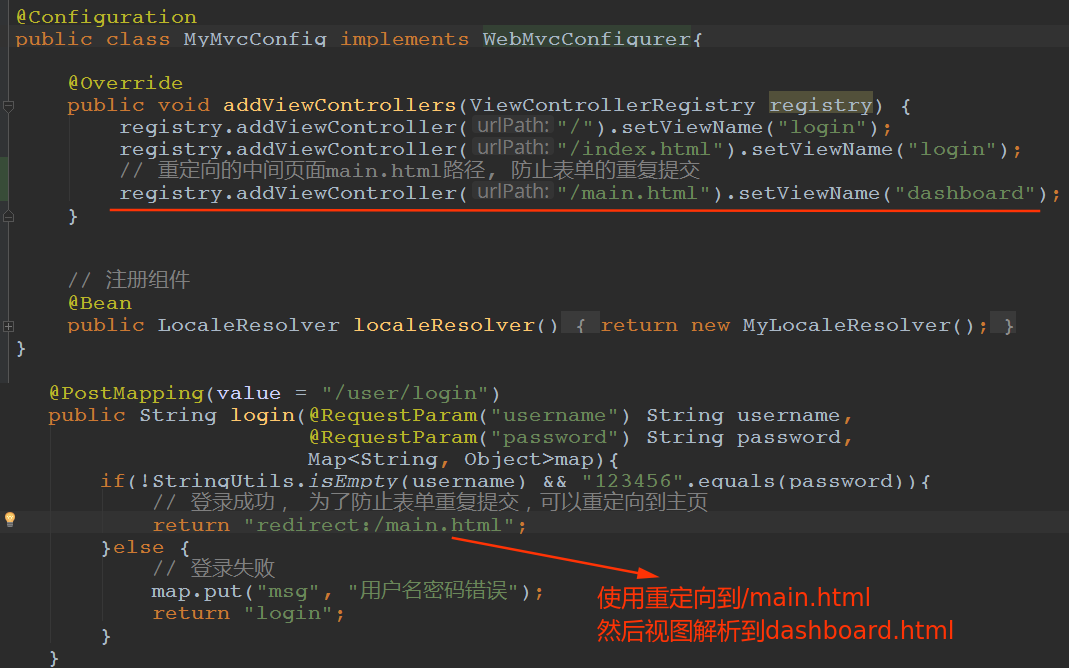 @Configuration
public class MyMvcConfig implements WebMvcConfigurer{
@Override
public void addViewControllers(ViewControllerRegistry registry) {
registry.addViewController( urlPath: "/").setViewName("login");
registry.addViewController( urlPath: "/index.html").setViewName("login");
// 重定向的中间页面main.html路径, 防止表单的重复提交
registry.addViewController( urlPath: "/main.html").setViewName("dashboard");
}
// 注册组件
@Bean
public LocaleResolver localeResolver() { return new MyLocaleResolver(); }
}
@PostMapping(value = "/user/login")
public String login(@RequestParam("username") String username,
@RequestParam("password") String password,
Map<String, Object>map){
if(!StringUtils.isEmpty(username) && "123456".equals(password)){
// 登录成功 ， 为了防止表单重复提交 , 可以重定向到主页
return "redirect:/main.html";
}else {
// 登录失败
map.put("msg", "用户名密码错误");
return "login";
}
}
使用重定向到/main.html
然后视图解析到dashboard.html